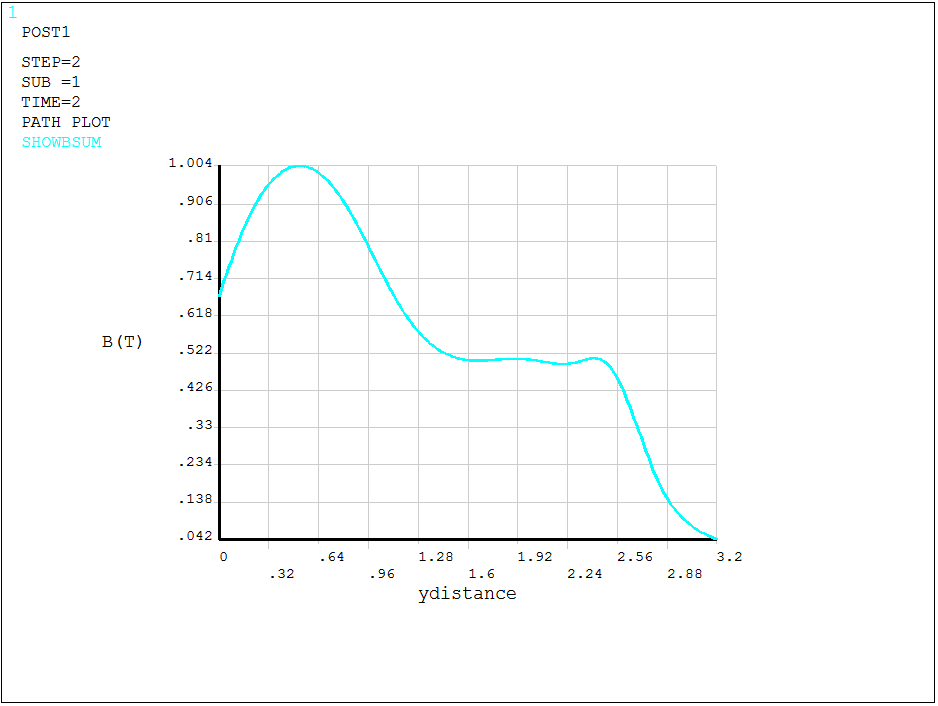 1
POST1
STEP=2
SUB =1
TIME=2
PATH PLOT
SHOWBSUM
1.004
.906
.81
.714
.618
B(T)
.522
.426
.33
.234
.138
.042
0 .64 1.28 1.92 2.56 3.2
.32 .96 1.6 2.24 2.88
ydistance